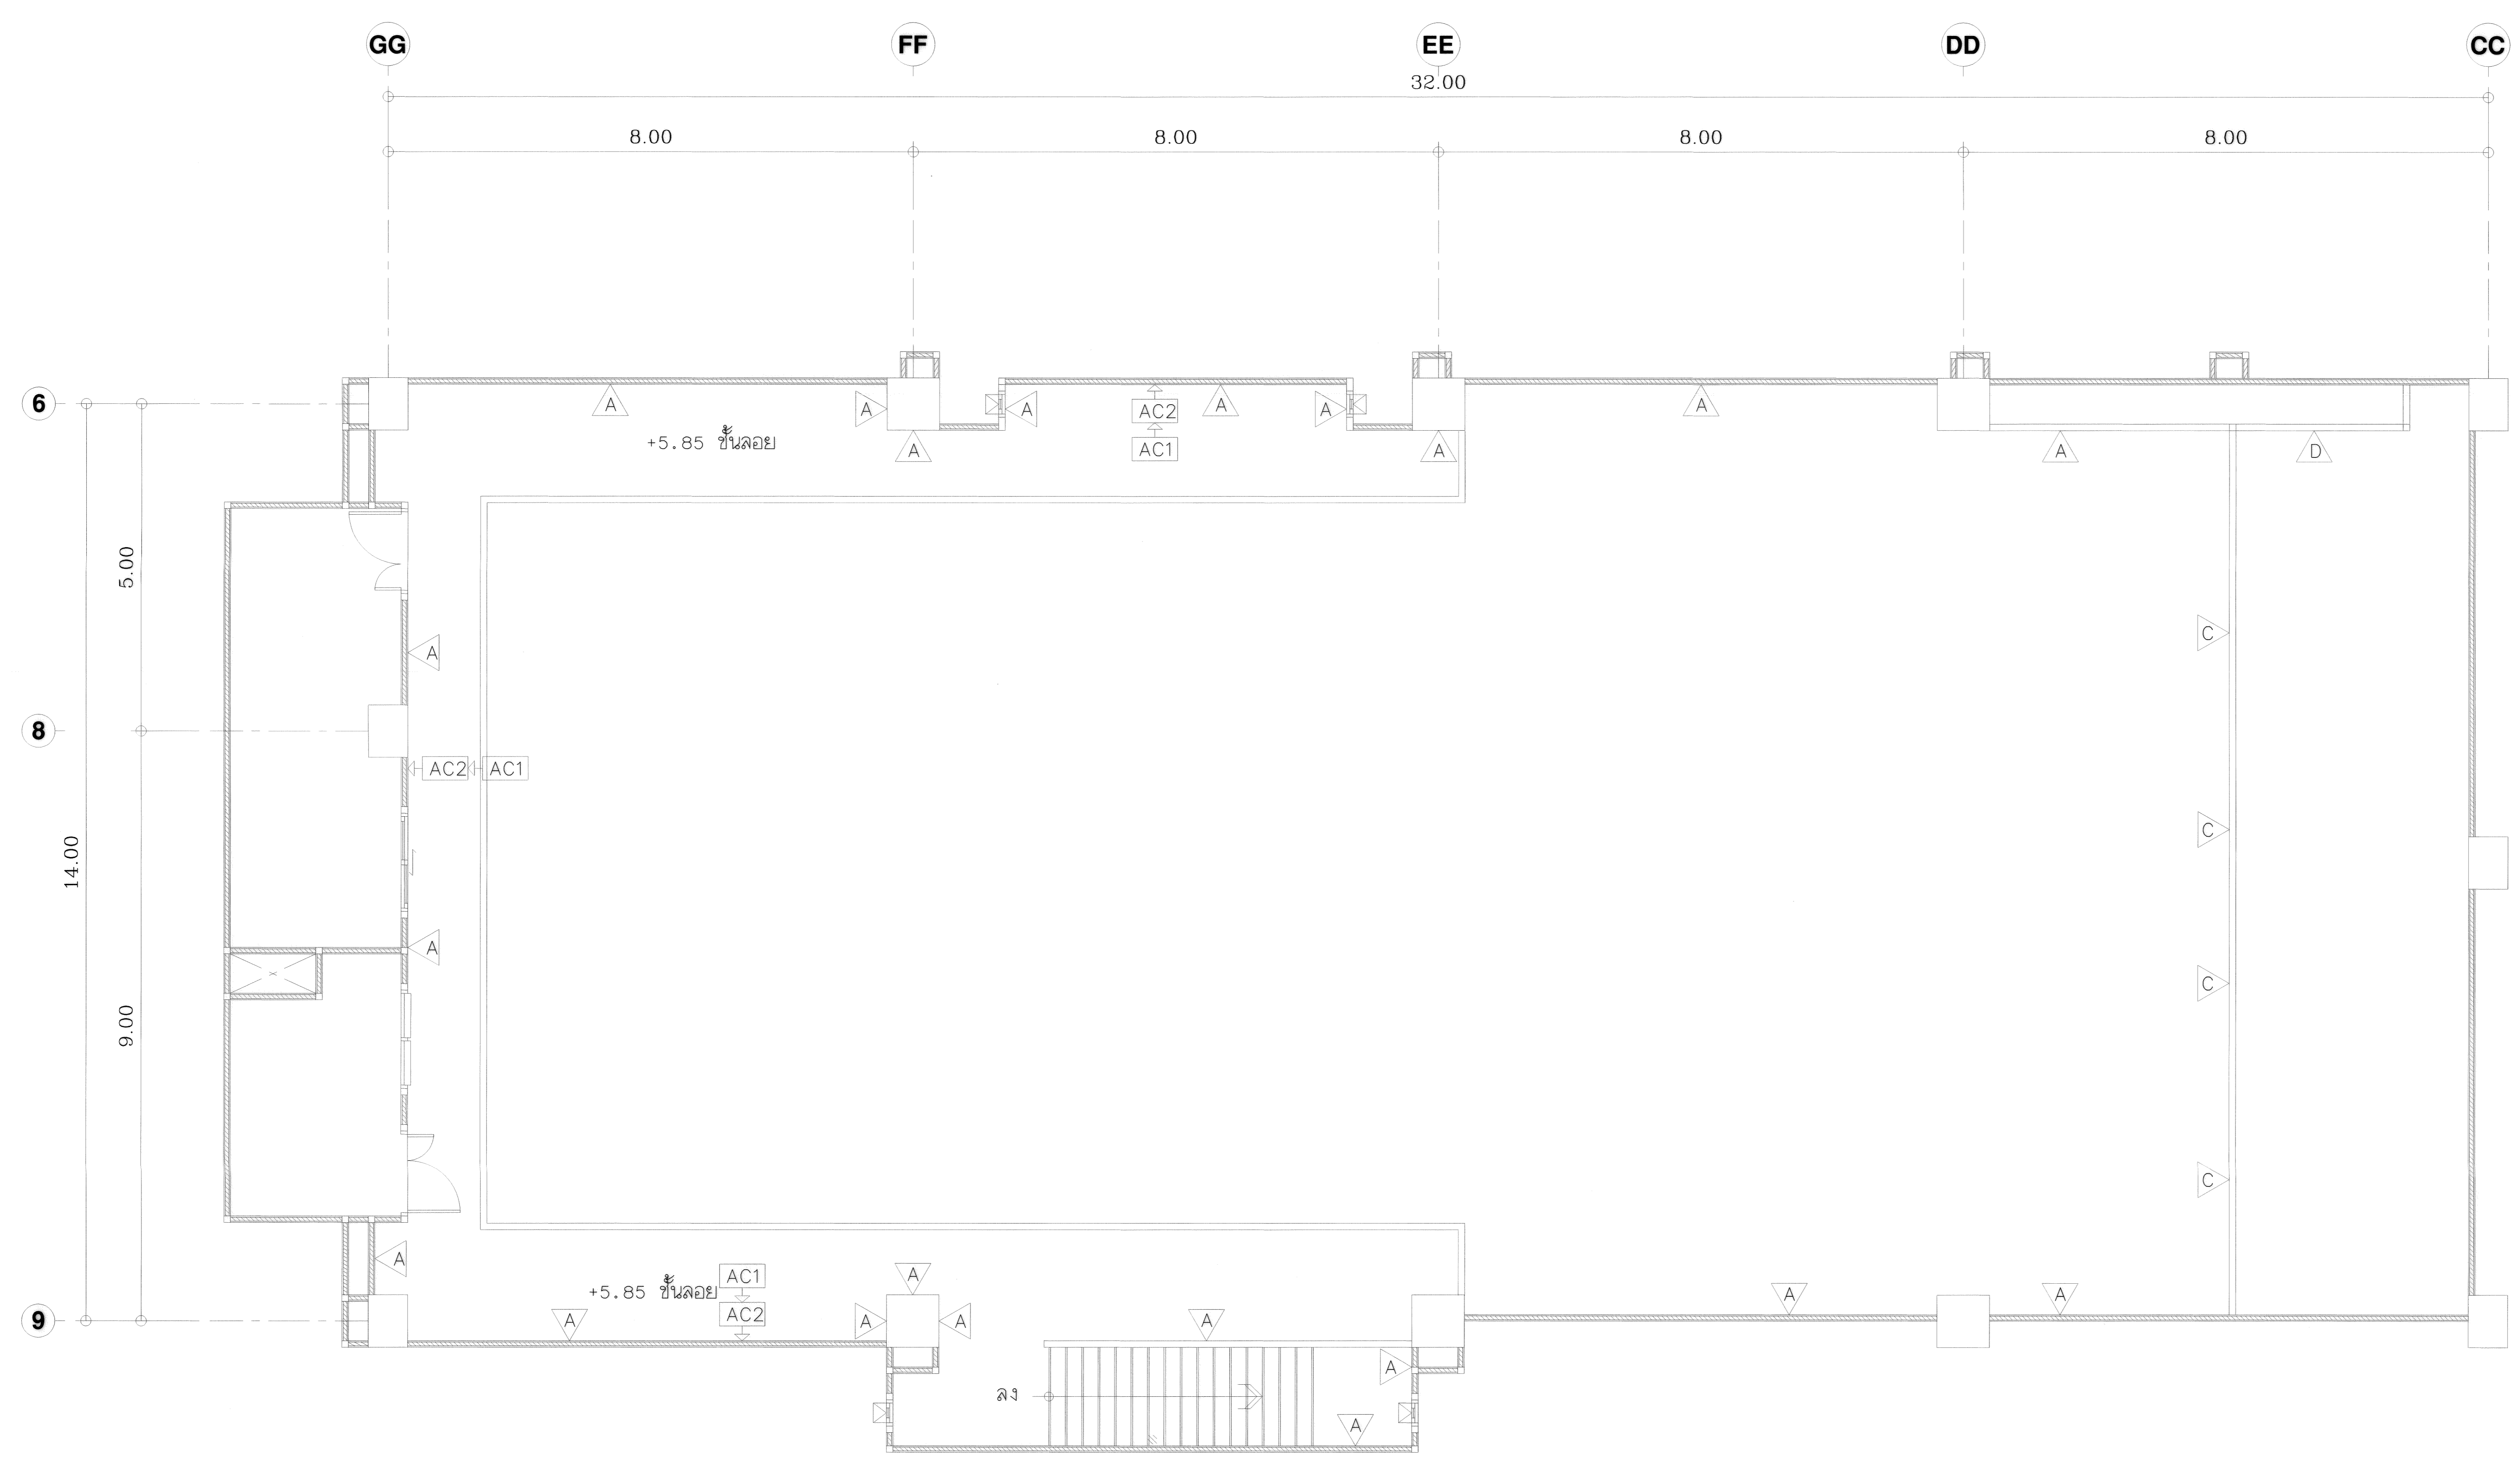 GG FF EE DD CC
32.00
8.00 8.00 8.00 8.00
6
A A A AC2 A A A A
+5.85 ชั้นลอย A AC1 A A D
5.00
C
A
8
AC2 AC1
C
14.00
A
C
9.00
C
A
AC1 A
+5.85 ชั้นลอย A A
9
A AC2 A A A
A
ลง
A